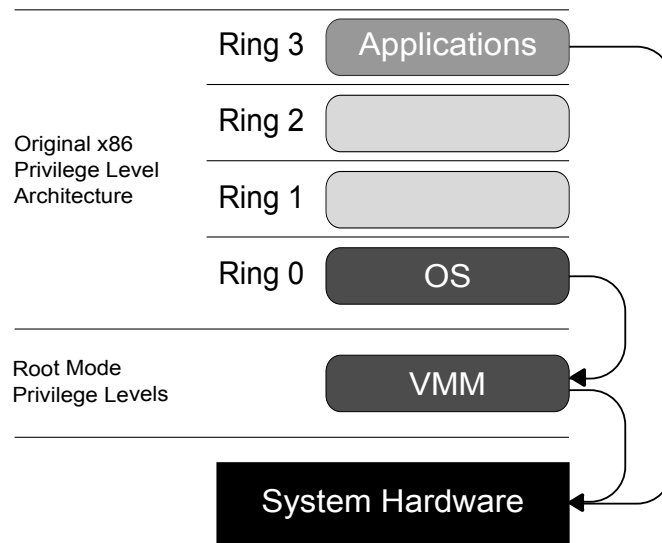 Ring 3
Applications
Ring 2
Original x86
Privilege Level
Architecture
Ring 1
Ring 0
OS
Root Mode
Privilege Levels
VMM
System Hardware